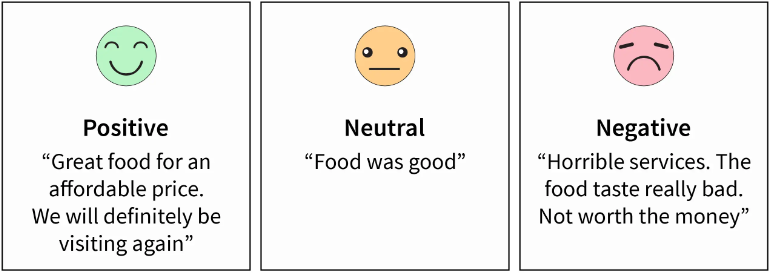 Positive
“Great food for an
affordable price.
We will definitely be
visiting again”
Neutral
“Food was good”
Negative
“Horrible services. The
food taste really bad.
Not worth the money”